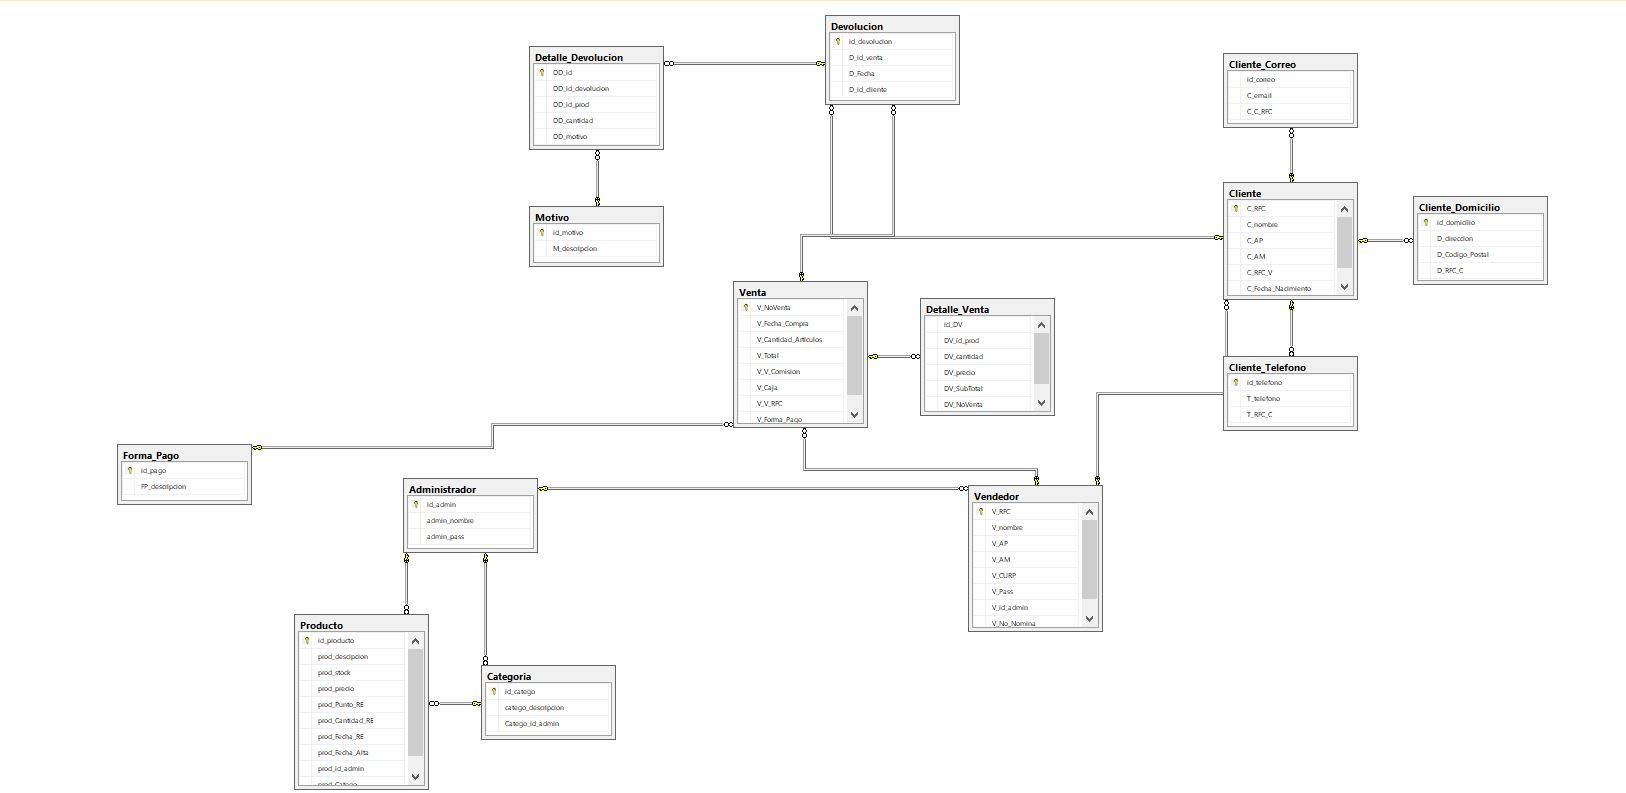 Devolucion
id_devolucion
D_id_venta
D_Fecha
D_id_cliente
Detalle_Devolucion
DD_id
DD_id_devolucion
DD_id_prod
DD_cantidad
DD_motivo
Cliente_Correo
id_correo
C_email
C_C_RFC
Cliente
C_RFC
C_nombre
C_AP
C_AM
C_RFC_V
C_Fecha_Nacimiento
Cliente_Domicilio
id_domicilio
D_direccion
D_Codigo_Postal
D_RFC_C
Motivo
id_motivo
M_descripcion
Venta
V_NoVenta
V_Fecha_Compra
V_Cantidad_Articulos
V_Total
V_V_Comision
V_Caja
V_V_RFC
V_Forma_Pago
Detalle_Venta
id_DV
DV_id_prod
DV_cantidad
DV_precio
DV_SubTotal
DV_NoVenta
Cliente_Telefono
id_telefono
T_telefono
T_RFC_C
Forma_Pago
id_pago
FP_descripcion
Administrador
id_admin
admin_nombre
admin_pass
Vendedor
V_RFC
V_nombre
V_AP
V_AM
V_CURP
V_Pass
V_id_admin
V_No_Nomina
Producto
id_producto
prod_descipcion
prod_stock
prod_precio
prod_Punto_RE
prod_Cantidad_RE
prod_Fecha_RE
prod_Fecha_Alta
prod_id_admin
prod_Catego
Categoria
id_catego
catego_descripcion
Catego_id_admin